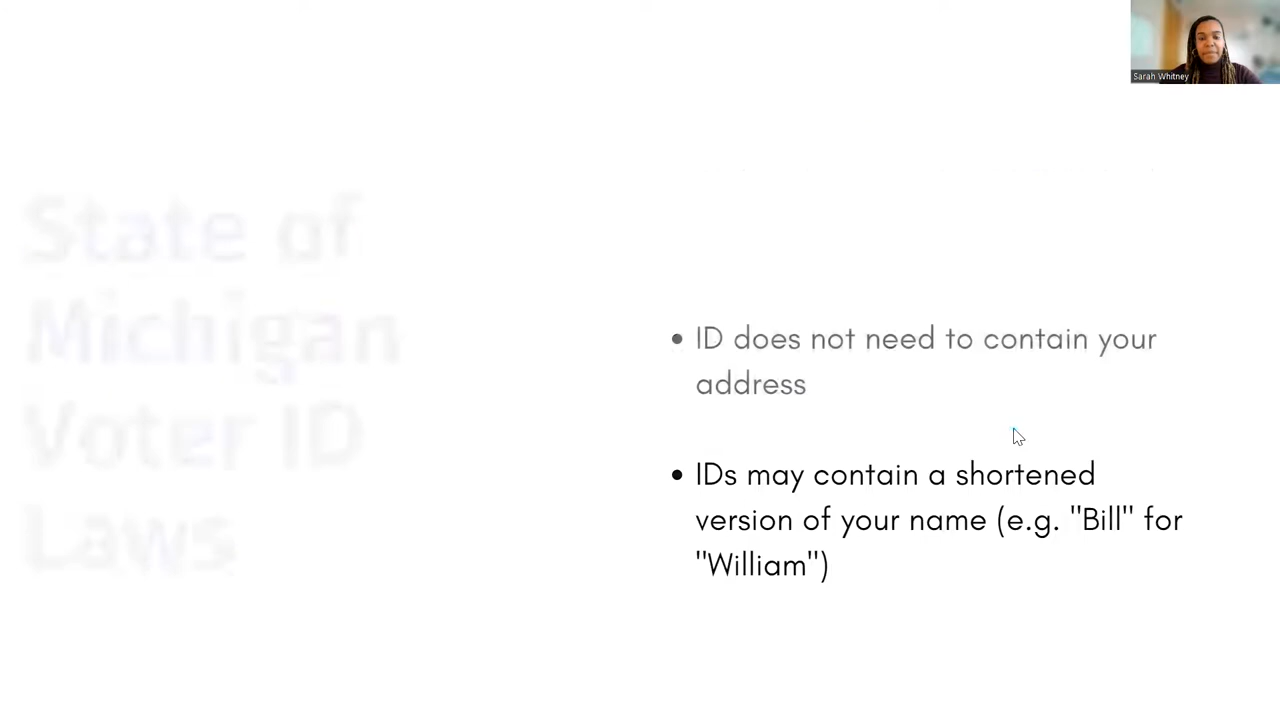 Sarah Whitney
State of
Michigan
Voter ID
Laws
• ID does not need to contain your
address
• IDs may contain a shortened
version of your name (e.g. "Bill" for
"William")